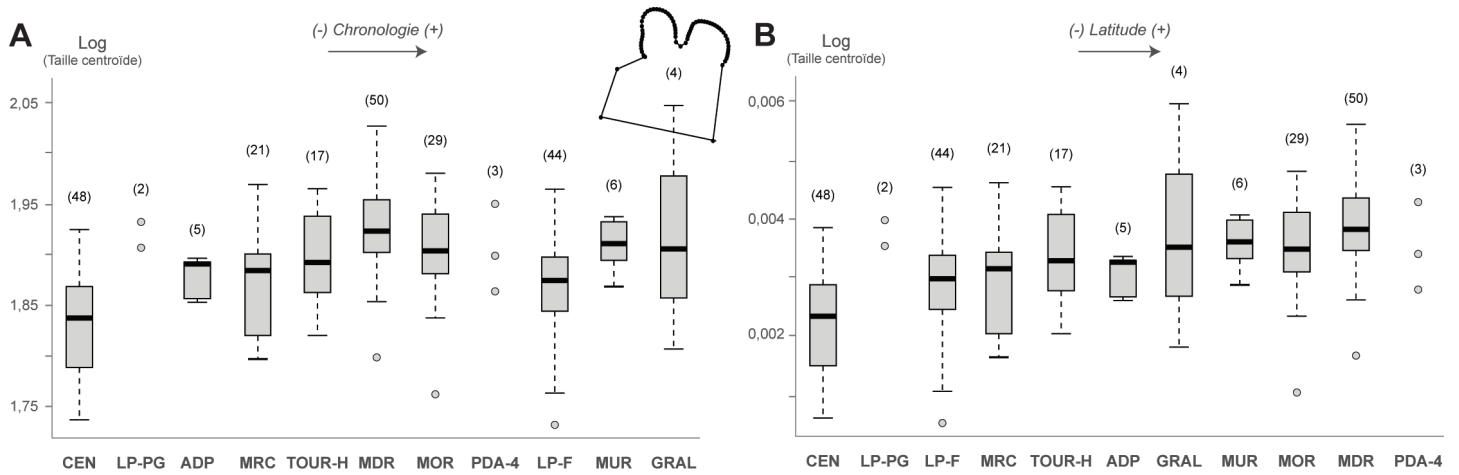 A
Log
(Taille centroïde)
(-) Chronologie (+)
2,05
1,95
1,85
1,75
(48)
(2)
(5)
(21)
(17)
(50)
(29)
(3)
(44)
(6)
(4)
CEN LP-PG ADP MRC TOUR-H MDR MOR PDA-4 LP-F MUR GRAL
B
Log
(Taille centroïde)
(-) Latitude (+)
0,006
0,004
0,002
(48)
(2)
(44)
(21)
(17)
(5)
(4)
(6)
(29)
(50)
(3)
CEN LP-PG LP-F MRC TOUR-H ADP GRAL MUR MOR MDR PDA-4